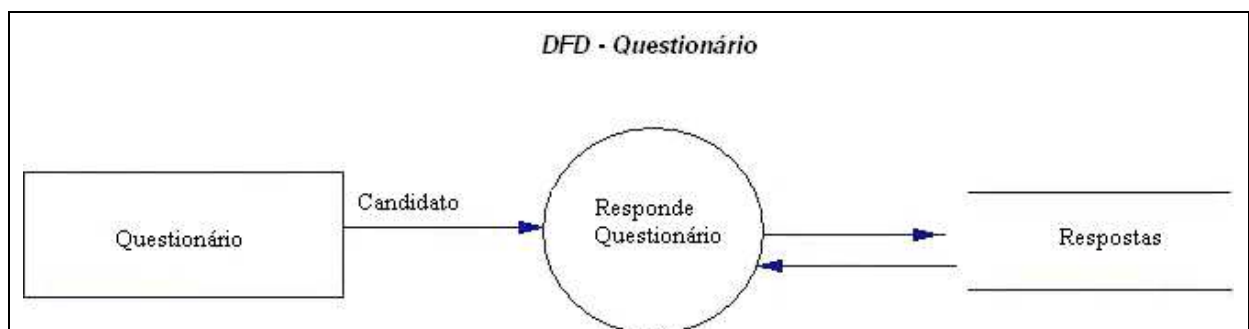 DFD - Questionário
Questionário
Candidato
Responde
Questionário
Respostas